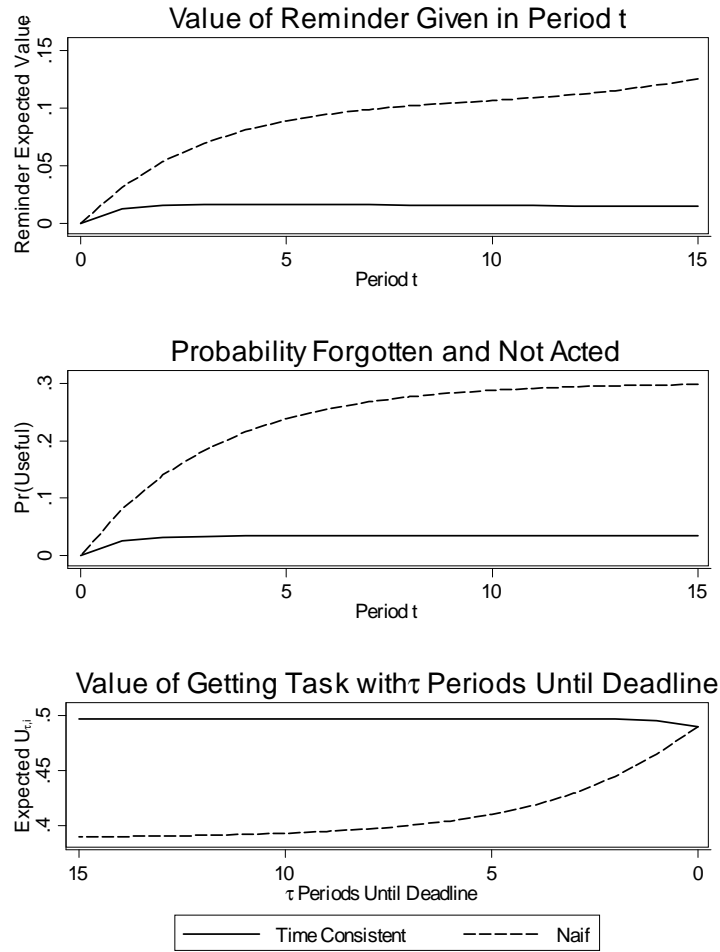 Value of Reminder Given in Period t
Reminder Expected Value
0 .05 .1 .15
0 5 10 15
Period t
Probability Forgotten and Not Acted
Pr(Useful)
0 .1 .2 .3
0 5 10 15
Period t
Value of Getting Task withτ Periods Until Deadline
Expected Uτ,i
.4 .45 .5
15 10 5 0
τ Periods Until Deadline
Time Consistent Naif